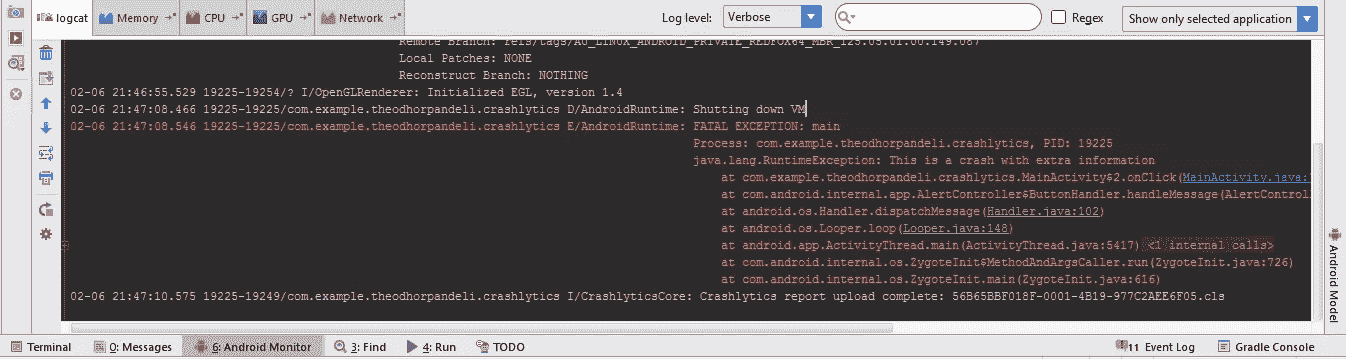 logcat Memory CPU GPU Network Log level: Verbose Regex Show only selected application
Remote Branch: refs/tags/AU_LINUX_ANDROID_PRIVATE_REDFOX64_MBR_125.05.01.00.149.087
Local Patches: NONE
Reconstruct Branch: NOTHING
02-06 21:46:55.529 19225-19254/? I/OpenGLRenderer: Initialized EGL, version 1.4
02-06 21:47:08.466 19225-19225/com.example.theodhorpandeli.crashlytics D/AndroidRuntime: Shutting down VM
02-06 21:47:08.546 19225-19225/com.example.theodhorpandeli.crashlytics E/AndroidRuntime: FATAL EXCEPTION: main
Process: com.example.theodhorpandeli.crashlytics, PID: 19225
java.lang.RuntimeException: This is a crash with extra information
at com.example.theodhorpandeli.crashlytics.MainActivity$2.onClick(MainActivity.java:
at com.android.internal.app.AlertController$ButtonHandler.handleMessage(AlertControl
at android.os.Handler.dispatchMessage(Handler.java:102)
at android.os.Looper.loop(Looper.java:148)
at android.app.ActivityThread.main(ActivityThread.java:5417) <1 internal calls>
at com.android.internal.os.ZygoteInit$MethodAndArgsCaller.run(ZygoteInit.java:726)
at com.android.internal.os.ZygoteInit.main(ZygoteInit.java:616)
02-06 21:47:10.575 19225-19249/com.example.theodhorpandeli.crashlytics I/CrashlyticsCore: Crashlytics report upload complete: 56B65BBF018F-0001-4B19-977C2AEE6F05.cls
Android Model
Terminal 0: Messages 6: Android Monitor 3: Find 4: Run TODO 11 Event Log Gradle Console